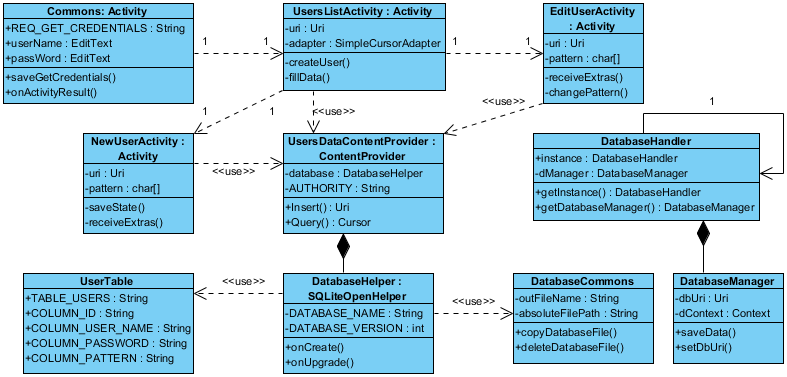 Commons: Activity
+REQ_GET_CREDENTIALS : String
+userName : EditText
+passWord : EditText
+saveGetCredentials()
+onActivityResult()
1
1
UsersListActivity : Activity
-uri : Uri
-adapter : SimpleCursorAdapter
-createUser()
-fillData()
1
1
EditUserActivity
: Activity
-uri : Uri
-pattern : char[]
-receiveExtras()
-changePattern()
1
1
<<use>>
<<use>>
NewUserActivity :
Activity
-uri : Uri
-pattern : char[]
-saveState()
-receiveExtras()
<<use>>
UsersDataContentProvider :
ContentProvider
-database : DatabaseHelper
-AUTHORITY : String
+Insert() : Uri
+Query() : Cursor
1
DatabaseHandler
+instance : DatabaseHandler
-dManager : DatabaseManager
+getInstance() : DatabaseHandler
+getDatabaseManager() : DatabaseManager
UserTable
+TABLE_USERS : String
+COLUMN_ID : String
+COLUMN_USER_NAME : String
+COLUMN_PASSWORD : String
+COLUMN_PATTERN : String
<<use>>
DatabaseHelper :
SQLiteOpenHelper
-DATABASE_NAME : String
-DATABASE_VERSION : int
+onCreate()
+onUpgrade()
<<use>>
DatabaseCommons
-outFileName : String
-absoluteFilePath : String
+copyDatabaseFile()
+deleteDatabaseFile()
DatabaseManager
-dbUri : Uri
-dContext : Context
+saveData()
+setDbUri()